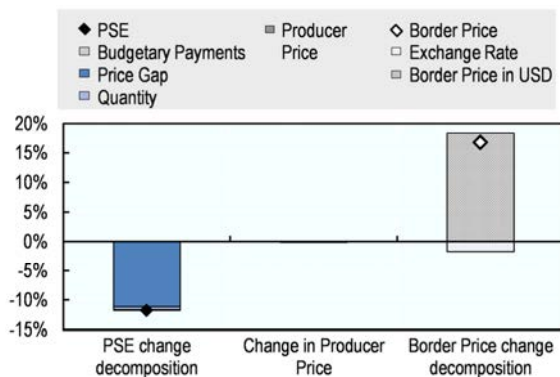 PSE
Budgetary Payments
Price Gap
Quantity
Producer
Price
Border Price
Exchange Rate
Border Price in USD
20%
15%
10%
5%
0%
-5%
-10%
-15%
PSE change
decomposition
Change in Producer
Price
Border Price change
decomposition